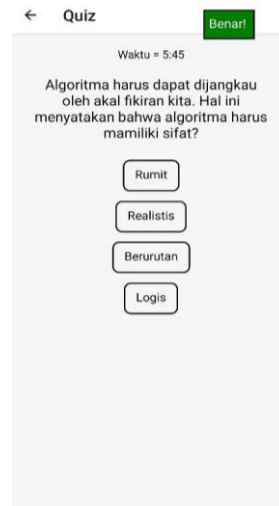 ← Quiz
Benar!
Waktu = 5:45
Algoritma harus dapat dijangkau
oleh akal fikiran kita. Hal ini
menyatakan bahwa algoritma harus
mamiliki sifat?
Rumit
Realistis
Berurutan
Logis